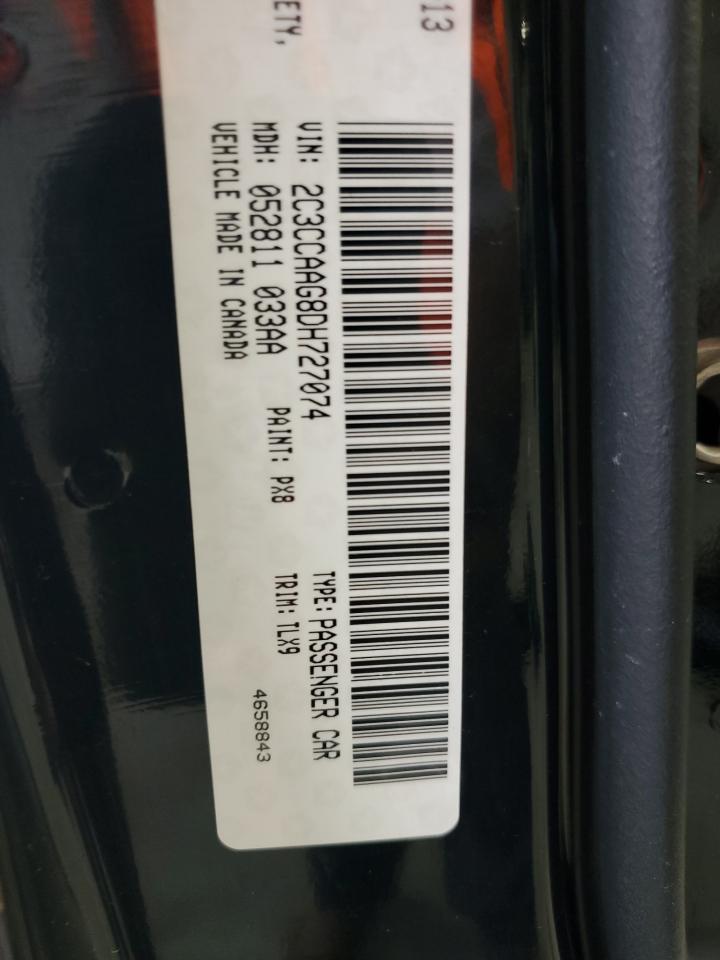 13
ETY,
VIN: 2C3CCAAG8DH727074 TYPE: PASSENGER CAR
MDH: 052811 033AA PAINT: PX8 TRIM: TLX9
VEHICLE MADE IN CANADA 4658843